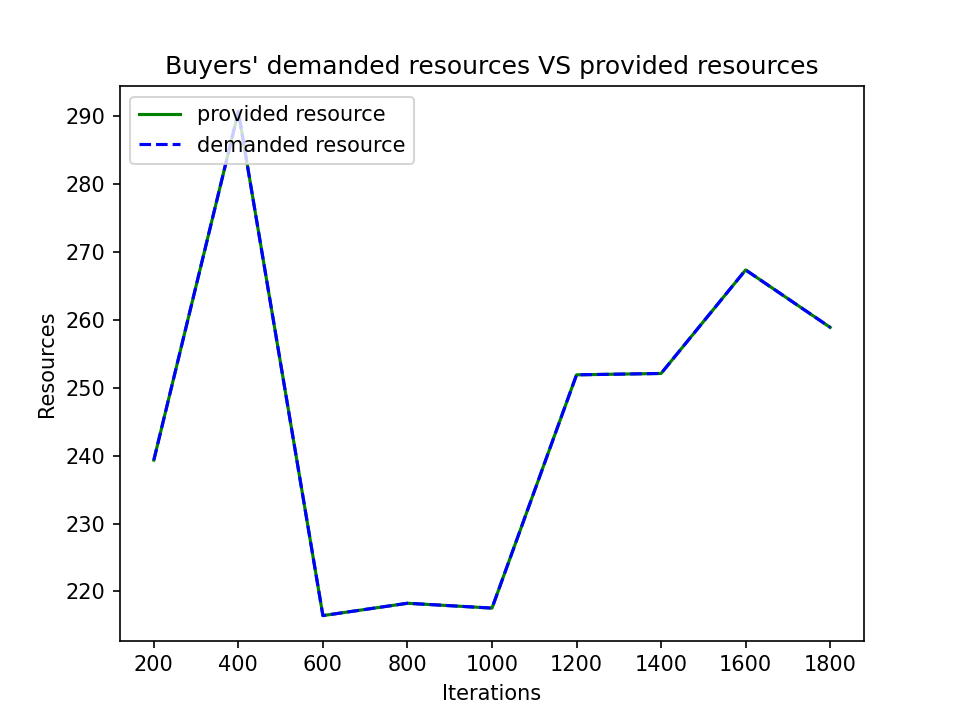 Buyers' demanded resources VS provided resources
provided resource
demanded resource
290
280
270
260
250
240
230
220
Resources
200 400 600 800 1000 1200 1400 1600 1800
Iterations